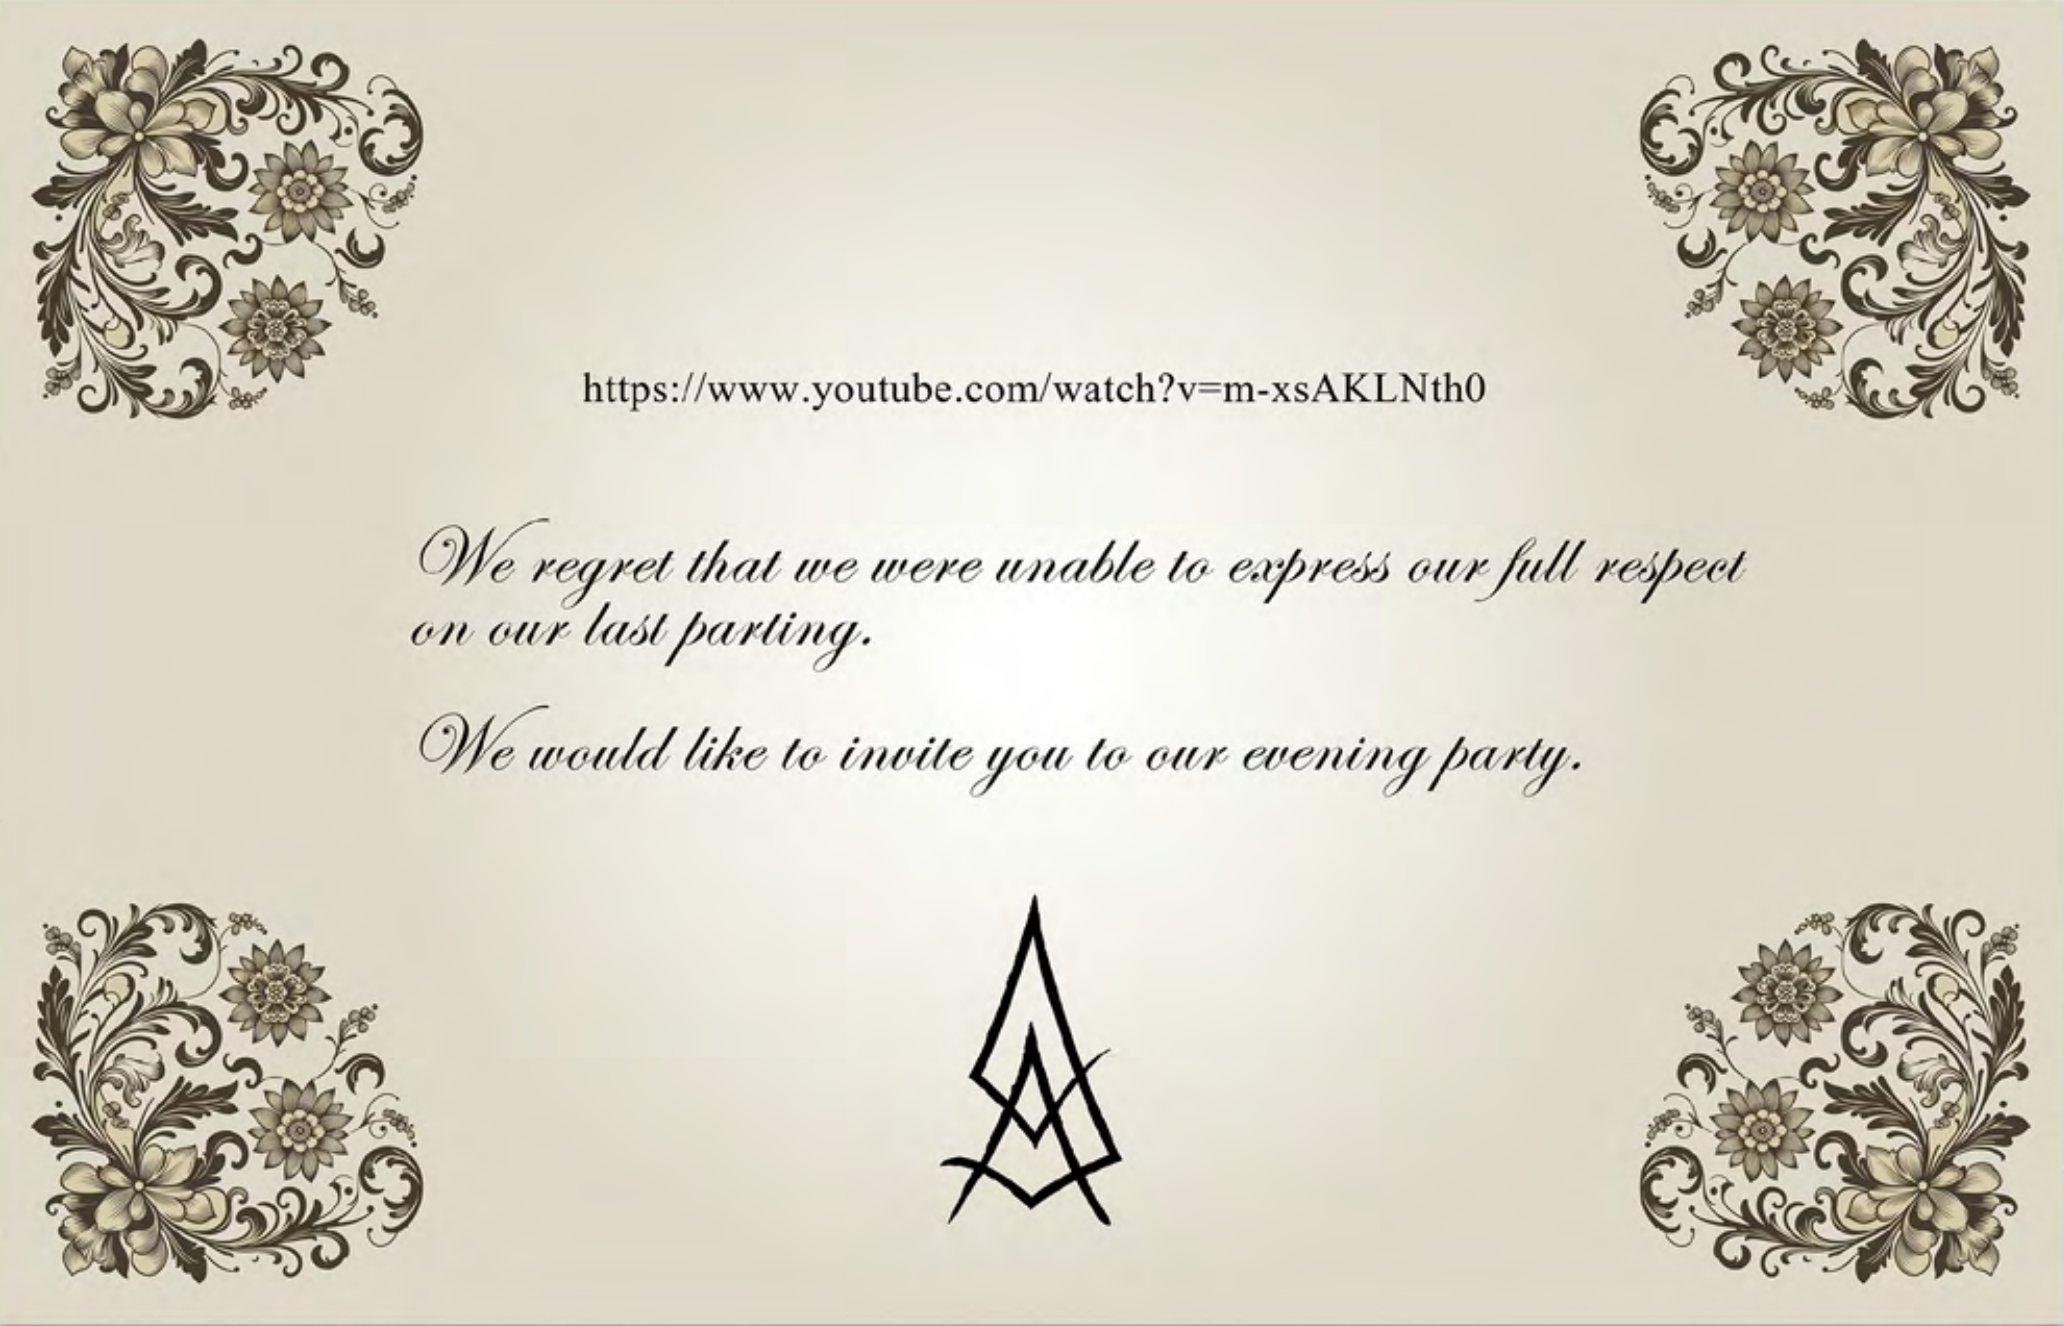 https://www.youtube.com/watch?v=m-xsAKLNth0
We regret that we were unable to express our full respect
on our last parting.
We would like to invite you to our evening party.